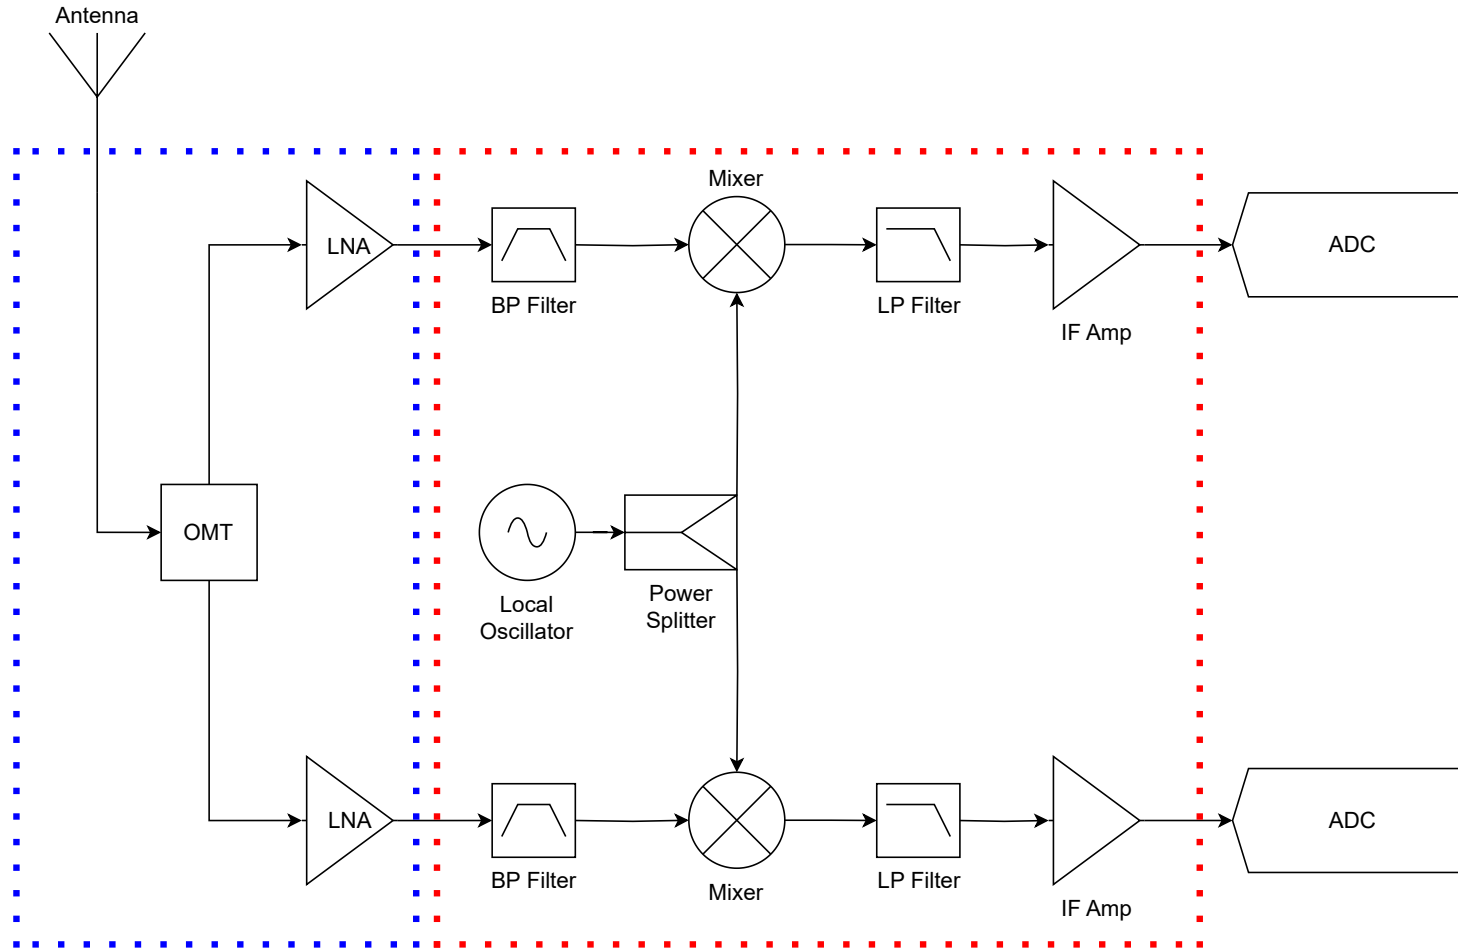 Antenna
Mixer
LNA
ADC
BP Filter
LP Filter
IF Amp
OMT
Local
Oscillator
Power
Splitter
LNA
ADC
BP Filter
Mixer
LP Filter
IF Amp